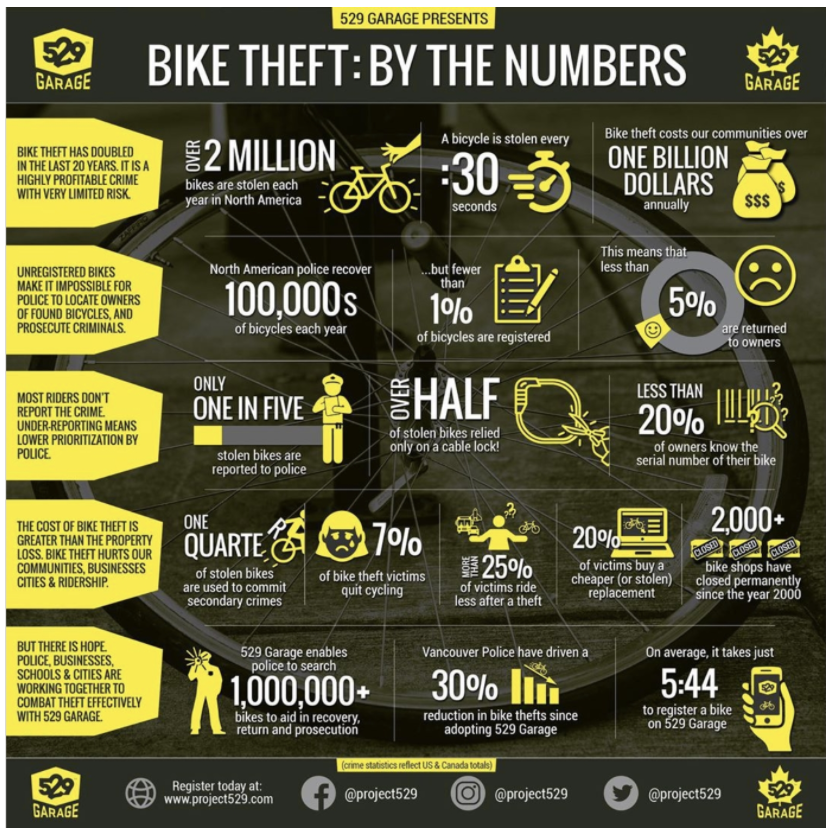 529 GARAGE PRESENTS
529
GARAGE
BIKE THEFT: BY THE NUMBERS
529
GARAGE
BIKE THEFT HAS DOUBLED
IN THE LAST 20 YEARS. IT IS A
HIGHLY PROFITABLE CRIME
WITH VERY LIMITED RISK.
OVER
2 MILLION
bikes are stolen each
year in North America
A bicycle is stolen every
:30
seconds
Bike theft costs our communities over
ONE BILLION
DOLLARS
annually
$$$
$
UNREGISTERED BIKES
MAKE IT IMPOSSIBLE FOR
POLICE TO LOCATE OWNERS
OF FOUND BICYCLES, AND
PROSECUTE CRIMINALS.
North American police recover
100,000s
of bicycles each year
...but fewer
than
1%
of bicycles are registered
This means that
less than
5%
are returned
to owners
MOST RIDERS DON'T
REPORT THE CRIME.
UNDER-REPORTING MEANS
LOWER PRIORITIZATION BY
POLICE.
ONLY
ONE IN FIVE
stolen bikes are
reported to police
OVER
HALF
of stolen bikes relied
only on a cable lock!
LESS THAN
20%
??
?
of owners know the
serial number of their bike
THE COST OF BIKE THEFT IS
GREATER THAN THE PROPERTY
LOSS. BIKE THEFT HURTS OUR
COMMUNITIES, BUSINESSES
CITIES & RIDERSHIP.
ONE
QUARTER
of stolen bikes
are used to commit
secondary crimes
7%
of bike theft victims
quit cycling
??
?
MORE
THAN
25%
of victims ride
less after a theft
20%
of victims buy a
cheaper (or stolen)
replacement
2,000+
CLOSED CLOSED CLOSED
bike shops have
closed permanently
since the year 2000
BUT THERE IS HOPE.
POLICE, BUSINESSES,
SCHOOLS & CITIES ARE
WORKING TOGETHER TO
COMBAT THEFT EFFECTIVELY
WITH 529 GARAGE.
529 Garage enables
police to search
1,000,000+
bikes to aid in recovery,
return and prosecution
Vancouver Police have driven a
30%
reduction in bike thefts since
adopting 529 Garage
On average, it takes just
5:44
to register a bike
on 529 Garage
(crime statistics reflect US & Canada totals)
529
GARAGE
Register today at:
www.project529.com
@project529
@project529
@project529
529
GARAGE